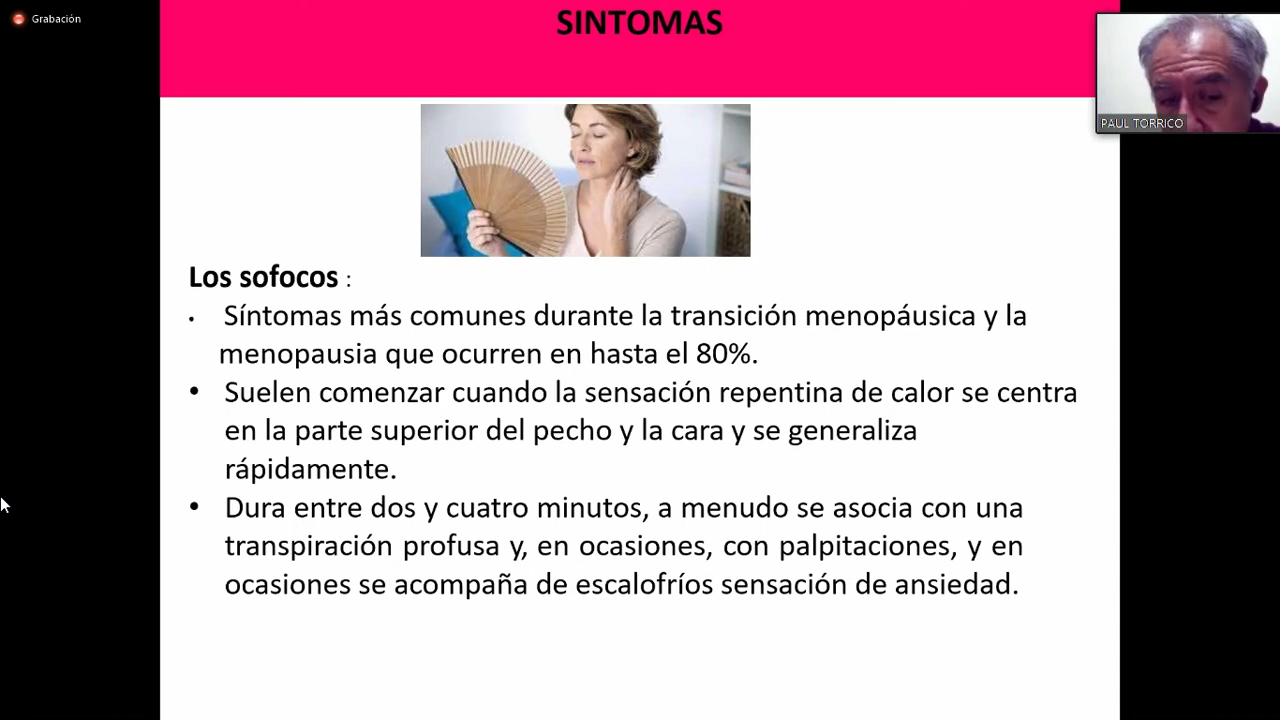 Grabación
SINTOMAS
PAUL TORRICO
Los sofocos :
• Síntomas más comunes durante la transición menopáusica y la
menopausia que ocurren en hasta el 80%.
• Suelen comenzar cuando la sensación repentina de calor se centra
en la parte superior del pecho y la cara y se generaliza
rápidamente.
• Dura entre dos y cuatro minutos, a menudo se asocia con una
transpiración profusa y, en ocasiones, con palpitaciones, y en
ocasiones se acompaña de escalofríos sensación de ansiedad.